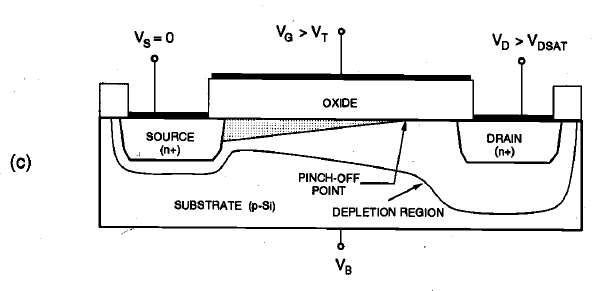 V_S = 0
V_G > V_T
V_D > V_DSAT
OXIDE
SOURCE
(n+)
DRAIN
(n+)
(c)
PINCH-OFF
POINT
SUBSTRATE (p-Si)
DEPLETION REGION
V_B